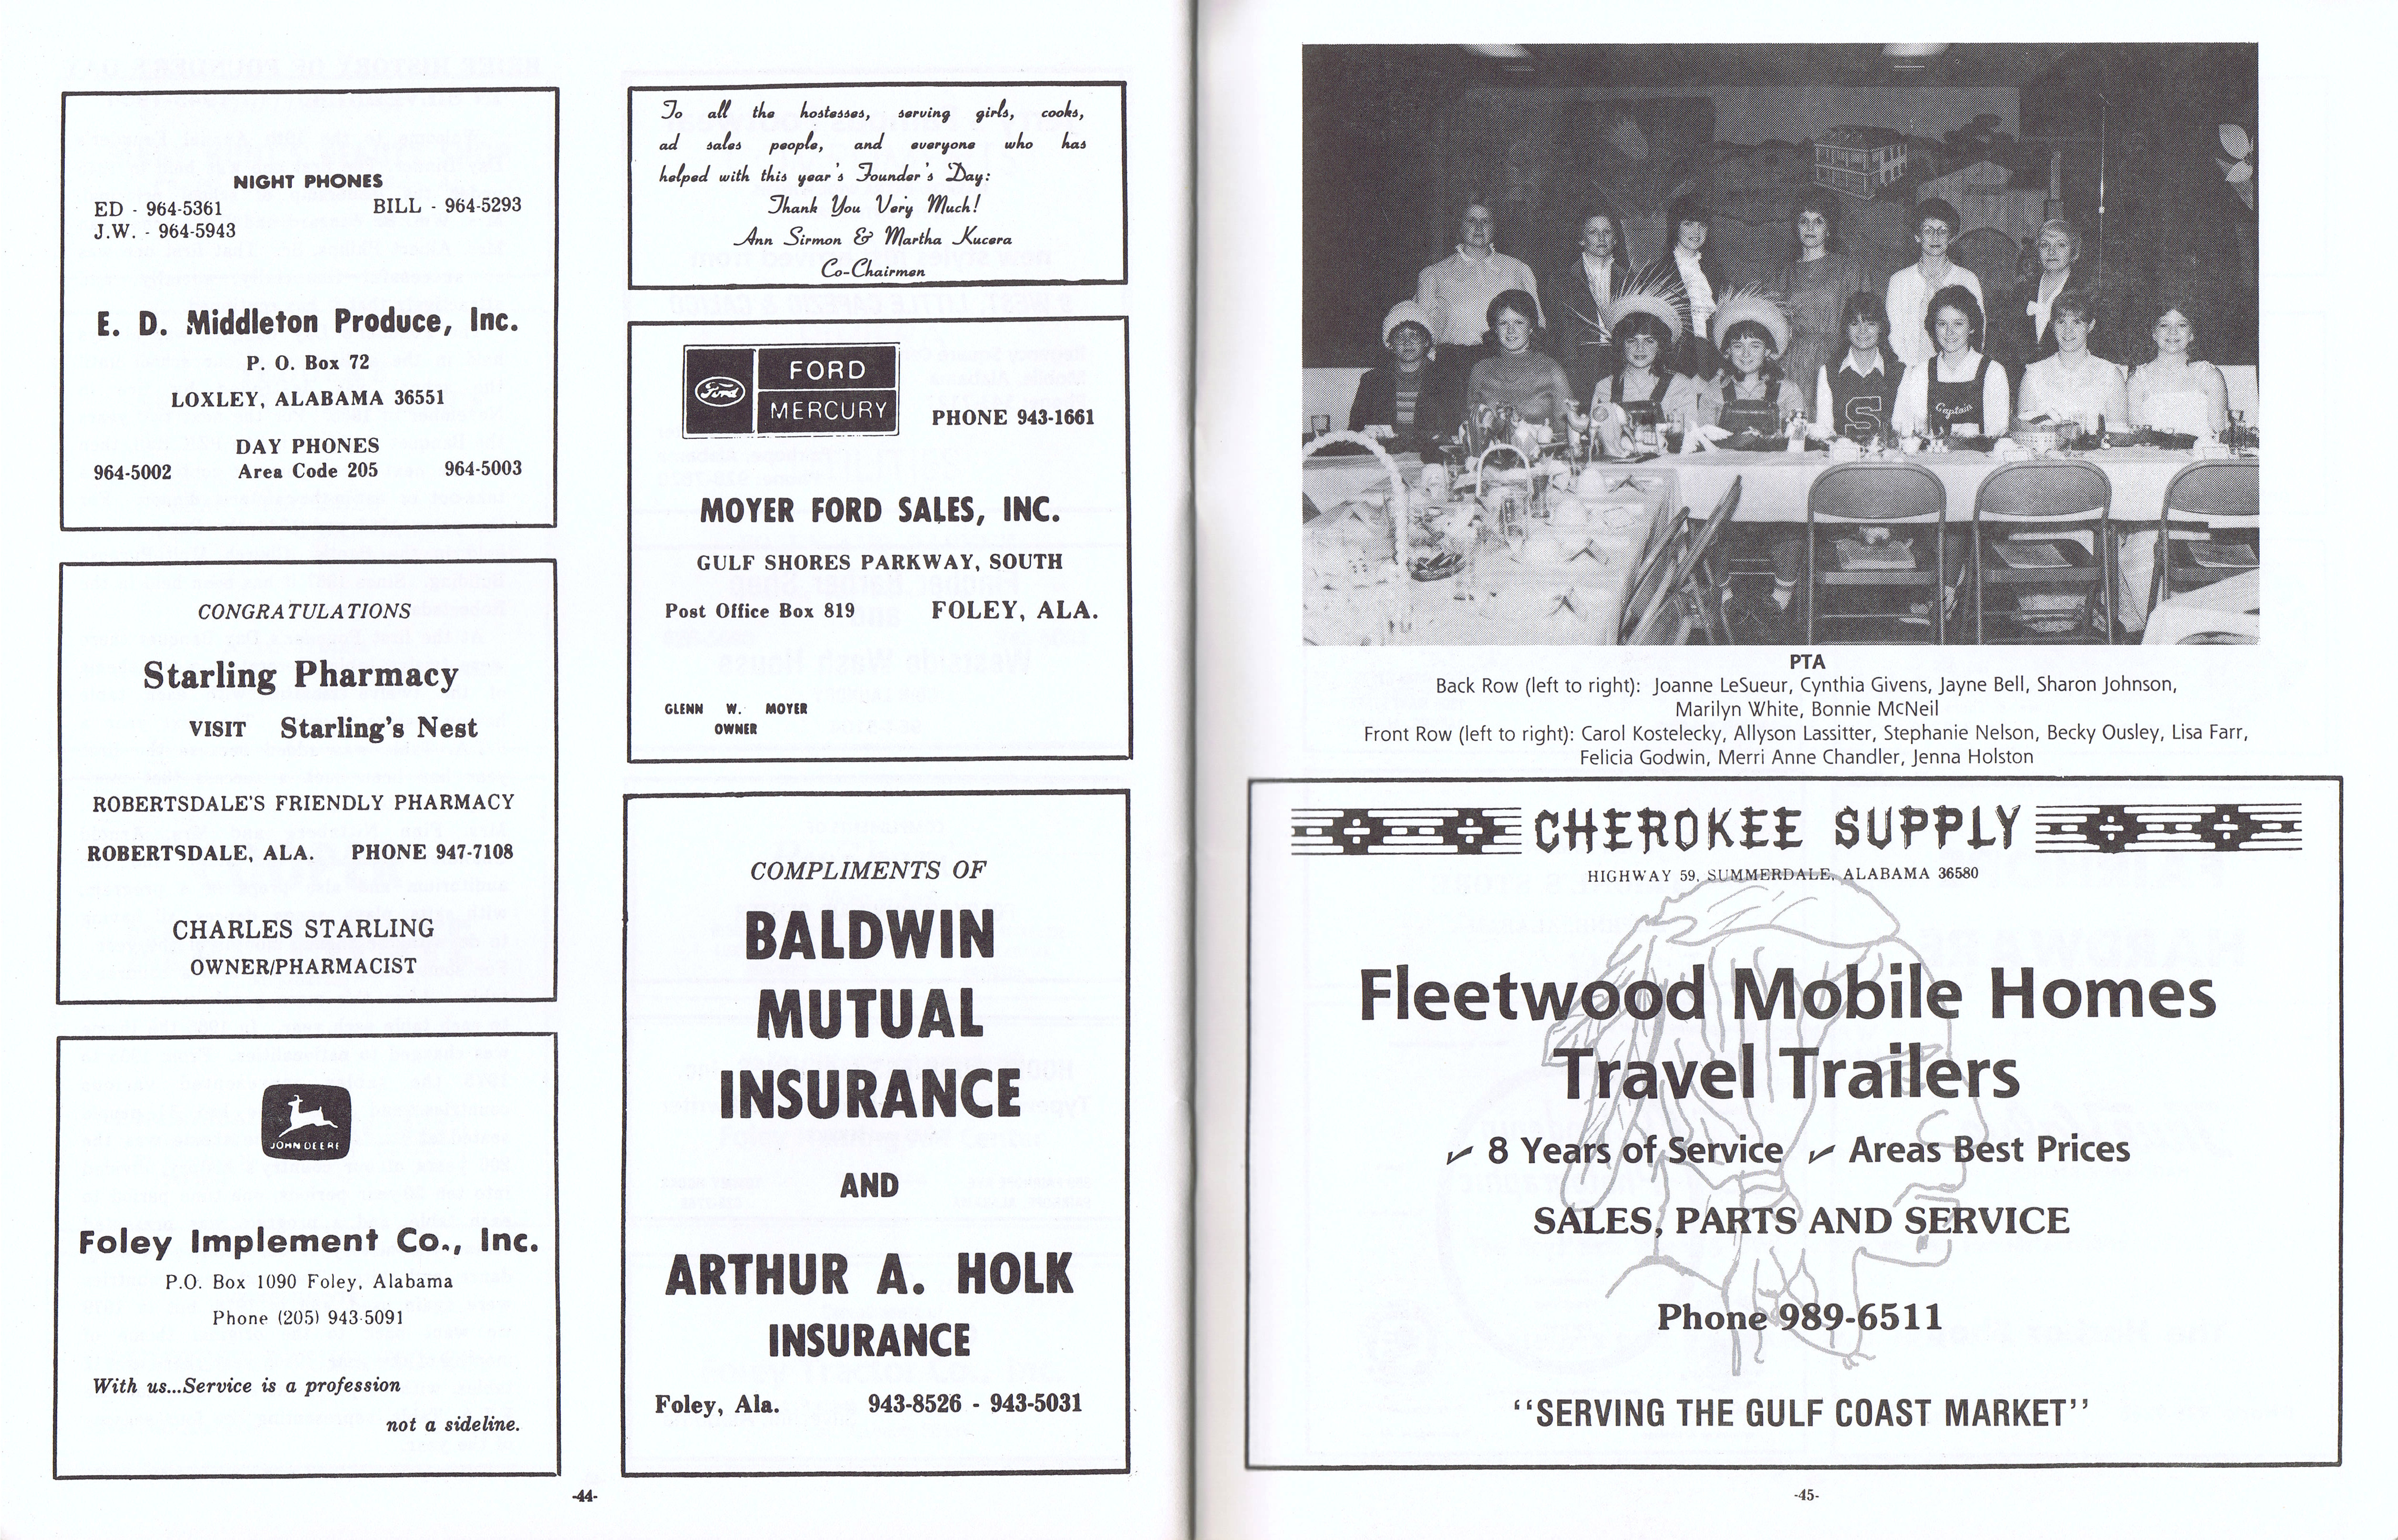 NIGHT PHONES
ED - 964-5361 BILL - 964-5293
J.W. - 964-5943
E. D. Middleton Produce, Inc.
P. O. Box 72
LOXLEY, ALABAMA 36551
DAY PHONES
964-5002 Area Code 205 964-5003
CONGRATULATIONS
Starling Pharmacy
VISIT Starling's Nest
ROBERTSDALE'S FRIENDLY PHARMACY
ROBERTSDALE, ALA. PHONE 947-7108
CHARLES STARLING
OWNER/PHARMACIST
JOHN DEERE
Foley Implement Co., Inc.
P.O. Box 1090 Foley, Alabama
Phone (205) 943-5091
With us...Service is a profession
not a sideline.
To all the hostesses, serving girls, cooks,
ad sales people, and everyone who has
helped with this year's Founder's Day:
Thank You Very Much!
Ann Sirmon & Martha Kucera
Co-Chairmen
Ford
FORD
MERCURY
PHONE 943-1661
MOYER FORD SALES, INC.
GULF SHORES PARKWAY, SOUTH
Post Office Box 819 FOLEY, ALA.
GLENN W. MOYER
OWNER
COMPLIMENTS OF
BALDWIN
MUTUAL
INSURANCE
AND
ARTHUR A. HOLK
INSURANCE
Foley, Ala. 943-8526 - 943-5031
-44-
S
Captain
PTA
Back Row (left to right): Joanne LeSueur, Cynthia Givens, Jayne Bell, Sharon Johnson,
Marilyn White, Bonnie McNeil
Front Row (left to right): Carol Kostelecky, Allyson Lassitter, Stephanie Nelson, Becky Ousley, Lisa Farr,
Felicia Godwin, Merri Anne Chandler, Jenna Holston
CHEROKEE SUPPLY
HIGHWAY 59, SUMMERDALE, ALABAMA 36580
Fleetwood Mobile Homes
Travel Trailers
✓ 8 Years of Service ✓ Areas Best Prices
SALES, PARTS AND SERVICE
Phone 989-6511
"SERVING THE GULF COAST MARKET"
-45-